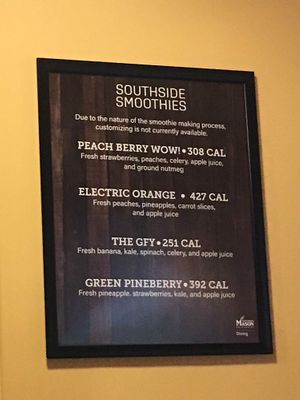 SOUTHSIDE
SMOOTHIES
Due to the nature of the smoothie making process,
customizing is not currently available.
PEACH BERRY WOW! • 308 CAL
Fresh strawberries, peaches, celery, apple juice,
and ground nutmeg
ELECTRIC ORANGE • 427 CAL
Fresh peaches, pineapples, carrot slices,
and apple juice
THE GFY • 251 CAL
Fresh banana, kale, spinach, celery, and apple juice
GREEN PINEBERRY • 392 CAL
Fresh pineapple, strawberries, kale, and apple juice
MASON
Dining